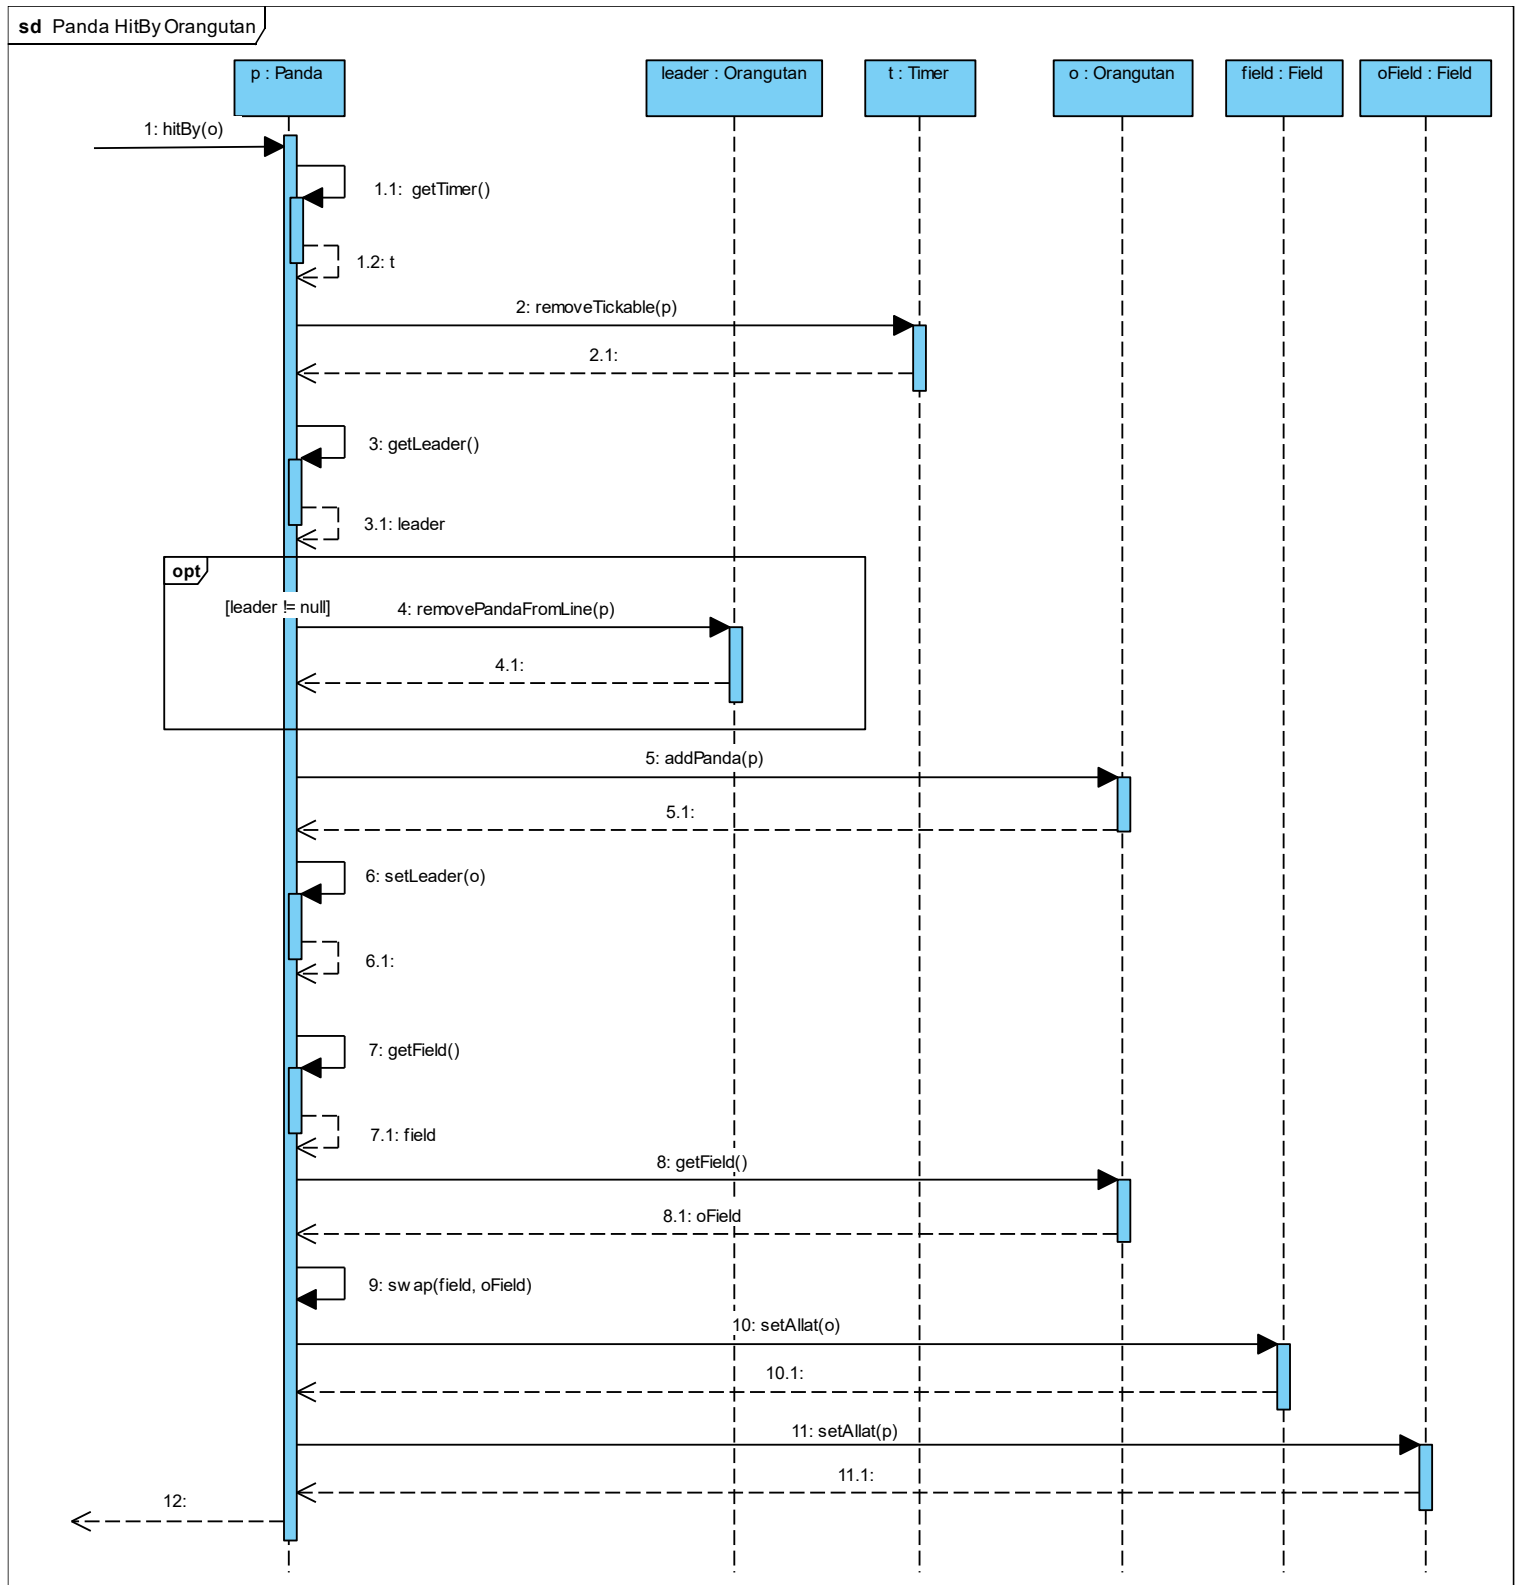 sd Panda HitBy Orangutan
p : Panda
leader : Orangutan
t : Timer
o : Orangutan
field : Field
oField : Field
1: hitBy(o)
1.1: getTimer()
1.2: t
2: removeTickable(p)
2.1:
3: getLeader()
3.1: leader
opt
[leader != null]
4: removePandaFromLine(p)
4.1:
5: addPanda(p)
5.1:
6: setLeader(o)
6.1:
7: getField()
7.1: field
8: getField()
8.1: oField
9: swap(field, oField)
10: setAllat(o)
10.1:
11: setAllat(p)
11.1:
12: